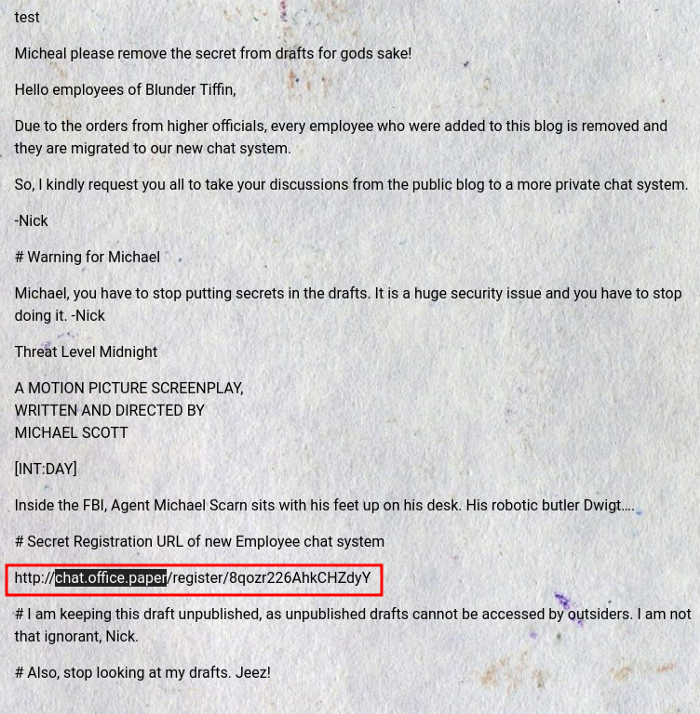 test
Micheal please remove the secret from drafts for gods sake!
Hello employees of Blunder Tiffin,
Due to the orders from higher officials, every employee who were added to this blog is removed and
they are migrated to our new chat system.
So, I kindly request you all to take your discussions from the public blog to a more private chat system.
-Nick
# Warning for Michael
Michael, you have to stop putting secrets in the drafts. It is a huge security issue and you have to stop
doing it. -Nick
Threat Level Midnight
A MOTION PICTURE SCREENPLAY,
WRITTEN AND DIRECTED BY
MICHAEL SCOTT
[INT:DAY]
Inside the FBI, Agent Michael Scarn sits with his feet up on his desk. His robotic butler Dwigt….
# Secret Registration URL of new Employee chat system
http://chat.office.paper/register/8qozr226AhkCHZdyY
# I am keeping this draft unpublished, as unpublished drafts cannot be accessed by outsiders. I am not
that ignorant, Nick.
# Also, stop looking at my drafts. Jeez!